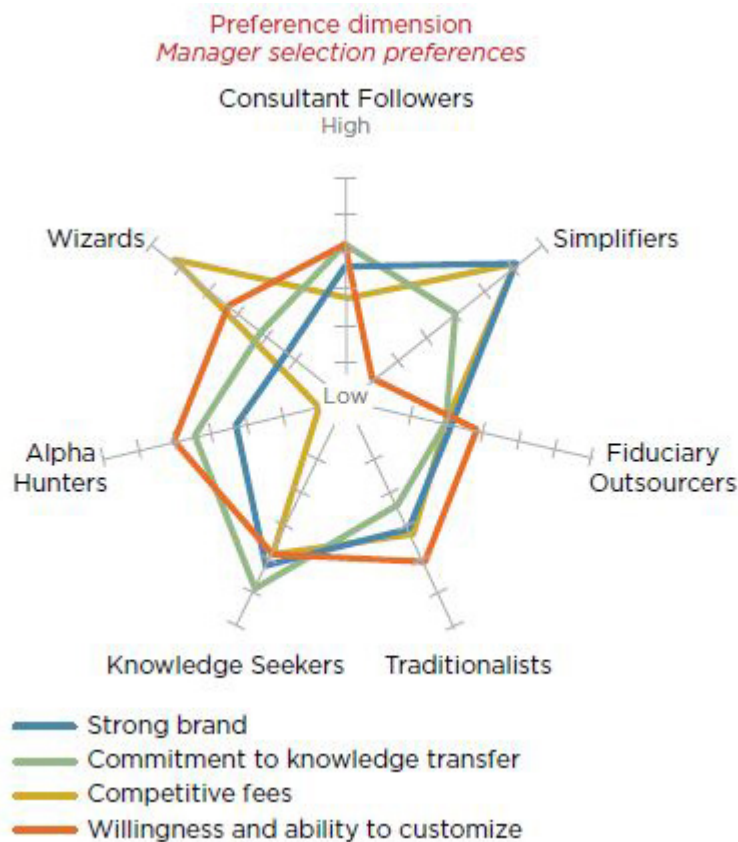 Preference dimension
Manager selection preferences
Consultant Followers
High
Wizards
Simplifiers
Low
Alpha
Hunters
Fiduciary
Outsourcers
Knowledge Seekers
Traditionalists
Strong brand
Commitment to knowledge transfer
Competitive fees
Willingness and ability to customize